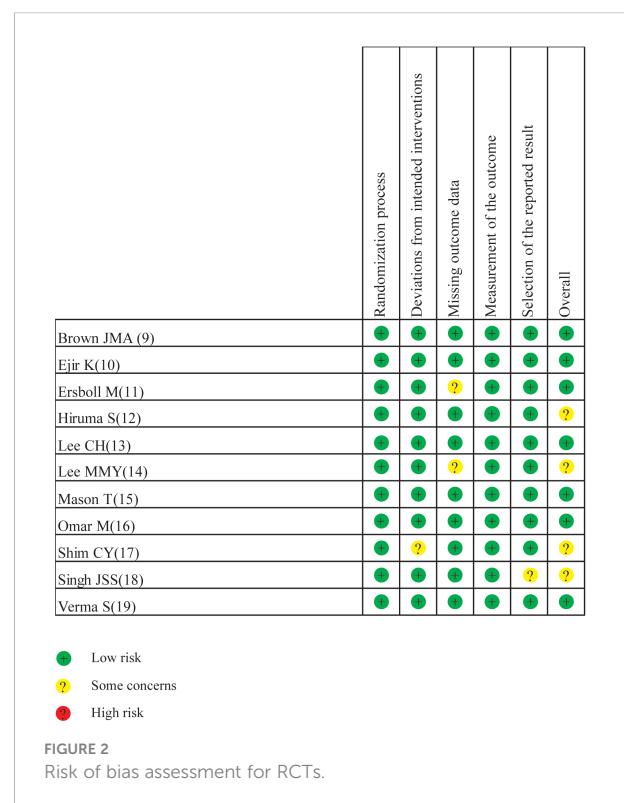 Randomization process
Deviations from intended interventions
Missing outcome data
Measurement of the outcome
Selection of the reported result
Overall
Brown JMA (9) + + + + + +
Ejir K(10) + + + + + +
Ersboll M(11) + + ? + + +
Hiruma S(12) + + + + + ?
Lee CH(13) + + + + + +
Lee MMY(14) + + ? + + ?
Mason T(15) + + + + + +
Omar M(16) + + + + + +
Shim CY(17) + ? + + + ?
Singh JSS(18) + + + + ? ?
Verma S(19) + + + + + +
+ Low risk
? Some concerns
? High risk
FIGURE 2
Risk of bias assessment for RCTs.